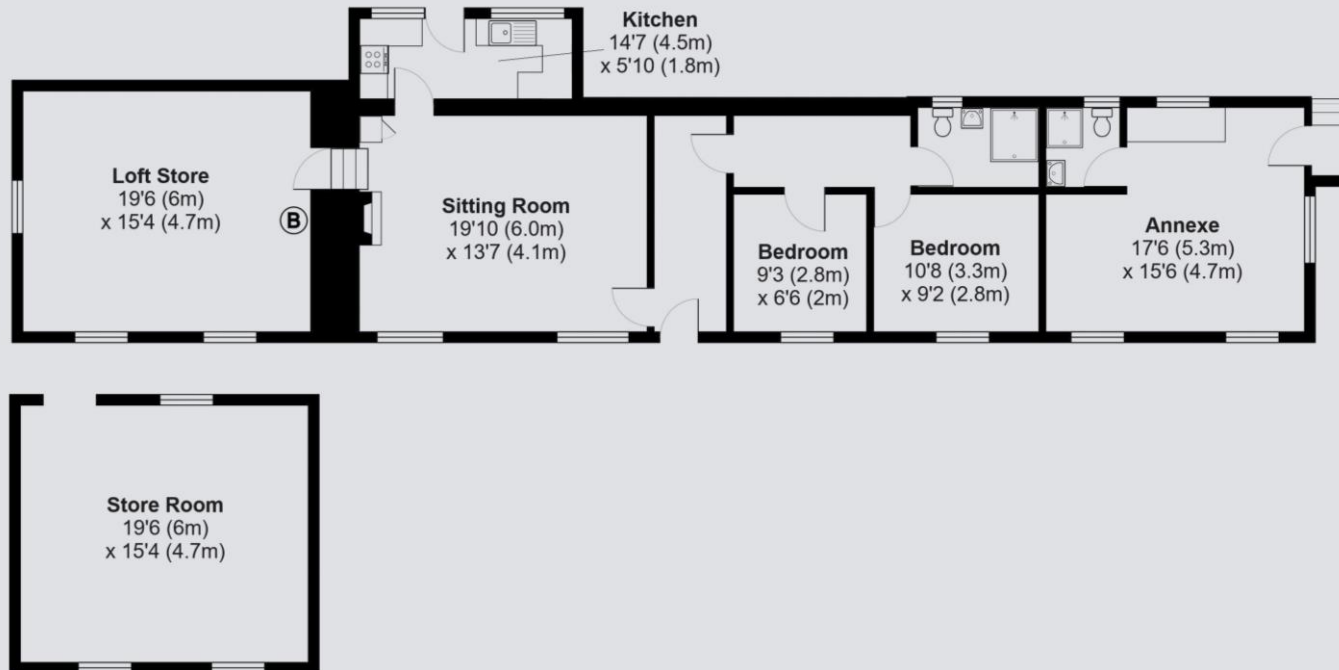 Kitchen
14'7 (4.5m)
x 5'10 (1.8m)
Loft Store
19'6 (6m)
x 15'4 (4.7m)
B
Sitting Room
19'10 (6.0m)
x 13'7 (4.1m)
Bedroom
9'3 (2.8m)
x 6'6 (2m)
Bedroom
10'8 (3.3m)
x 9'2 (2.8m)
Annexe
17'6 (5.3m)
x 15'6 (4.7m)
Store Room
19'6 (6m)
x 15'4 (4.7m)